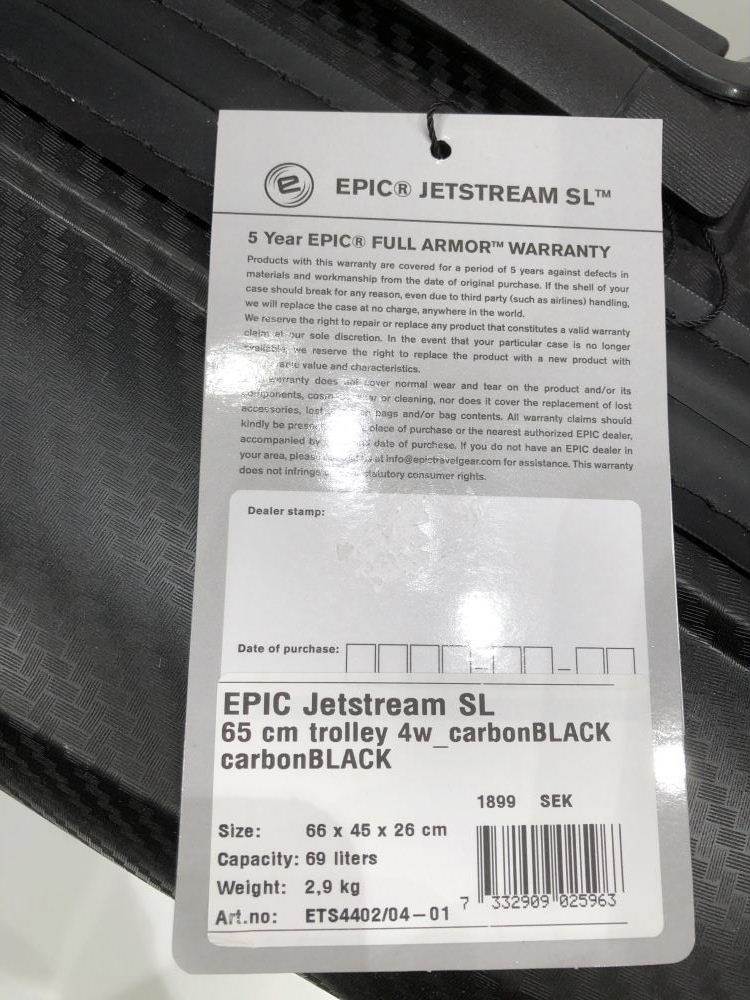 e EPIC® JETSTREAM SL™
5 Year EPIC® FULL ARMOR™ WARRANTY
Products with this warranty are covered for a period of 5 years against defects in
materials and workmanship from the date of original purchase. If the shell of your
case should break for any reason, even due to third party (such as airlines) handling,
we will replace the case at no charge, anywhere in the world.
We reserve the right to repair or replace any product that constitutes a valid warranty
claim at our sole discretion. In the event that your particular case is no longer
available, we reserve the right to replace the product with a new product with
value and characteristics.
warranty does not cover normal wear and tear on the product and/or its
components, or cleaning, nor does it cover the replacement of lost
accessories, lost bags and/or bag contents. All warranty claims should
kindly be place of purchase or the nearest authorized EPIC dealer,
accompanied by date of purchase. If you do not have an EPIC dealer in
your area, please at info@epictravelgear.com for assistance. This warranty
does not infringe statutory consumer rights.
Dealer stamp:
Date of purchase:
EPIC Jetstream SL
65 cm trolley 4w_carbonBLACK
carbonBLACK
1899 SEK
Size: 66 x 45 x 26 cm
Capacity: 69 liters
Weight: 2,9 kg
Art.no: ETS4402/04-01
7 332909 025963